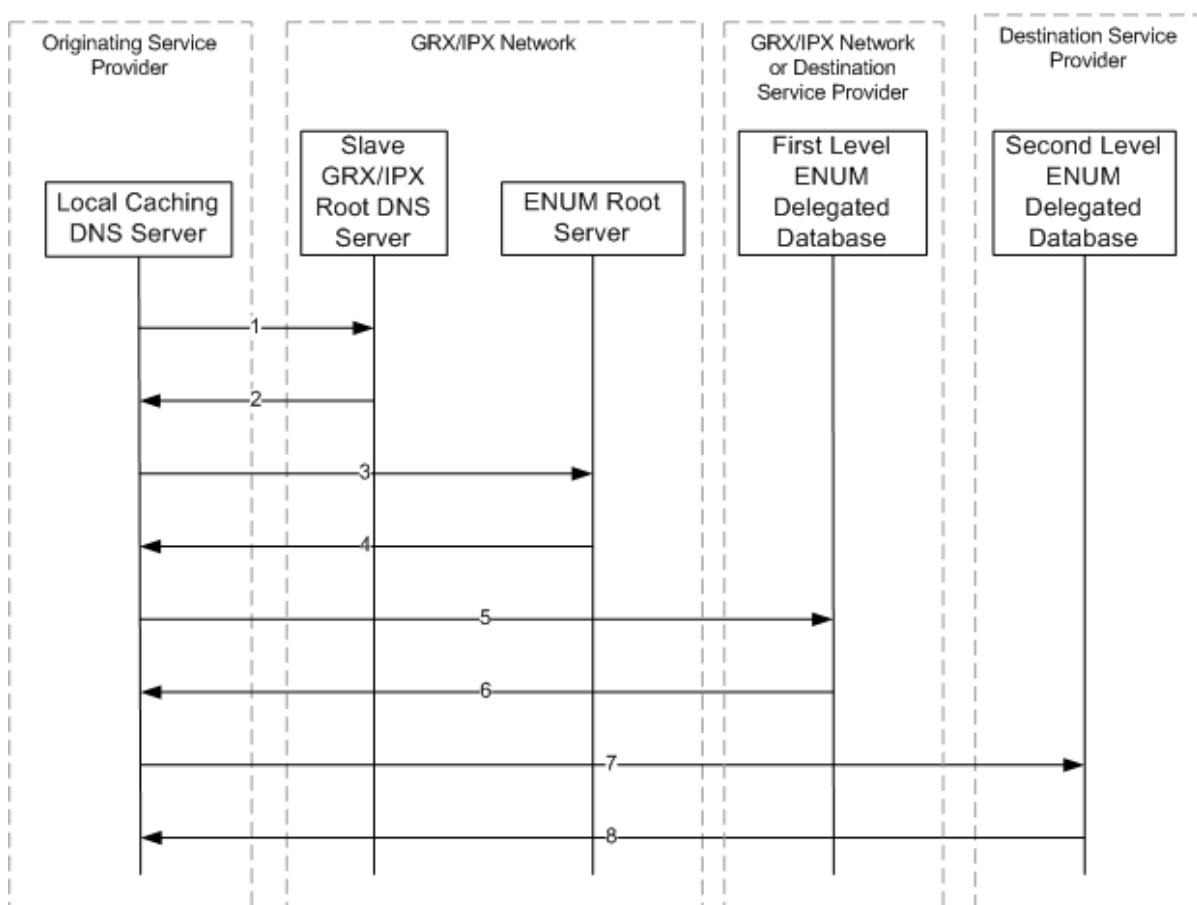 Originating Service
Provider
GRX/IPX Network
GRX/IPX Network
or Destination
Service Provider
Destination Service
Provider
Local Caching
DNS Server
Slave
GRX/IPX
Root DNS
Server
ENUM Root
Server
First Level
ENUM
Delegated
Database
Second Level
ENUM
Delegated
Database
1
2
3
4
5
6
7
8